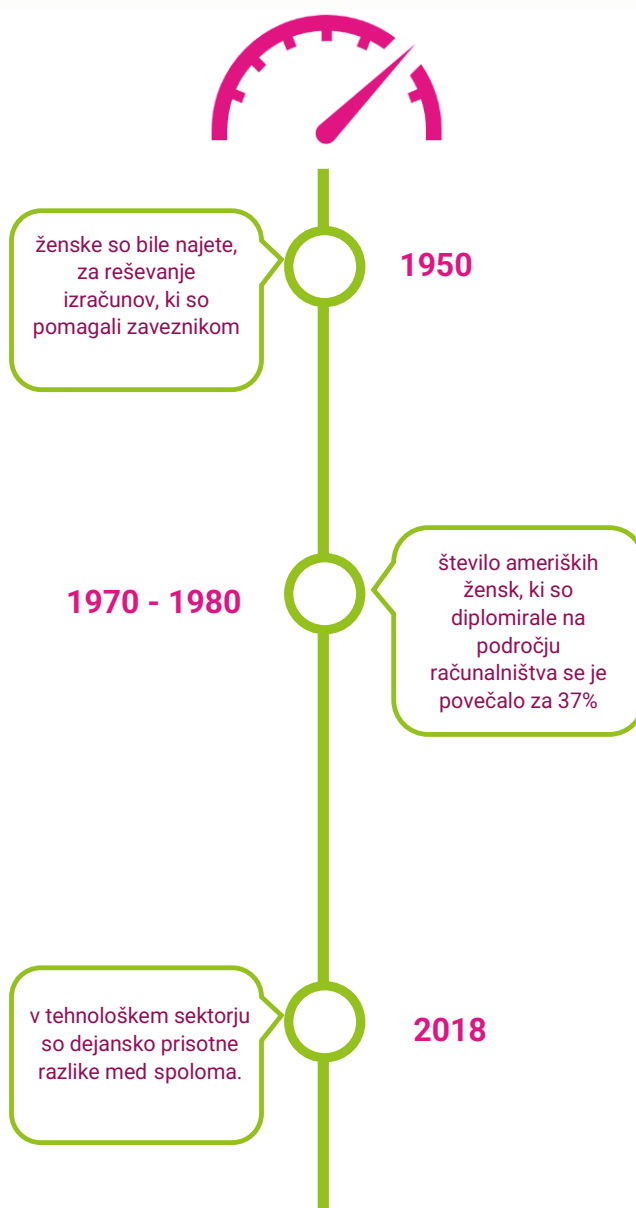 ženske so bile najete,
za reševanje
izračunov, ki so
pomagali zaveznikom
1950
1970 - 1980
število ameriških
žensk, ki so
diplomirale na
področju
računalništva se je
povečalo za 37%
v tehnološkem sektorju
so dejansko prisotne
razlike med spoloma.
2018